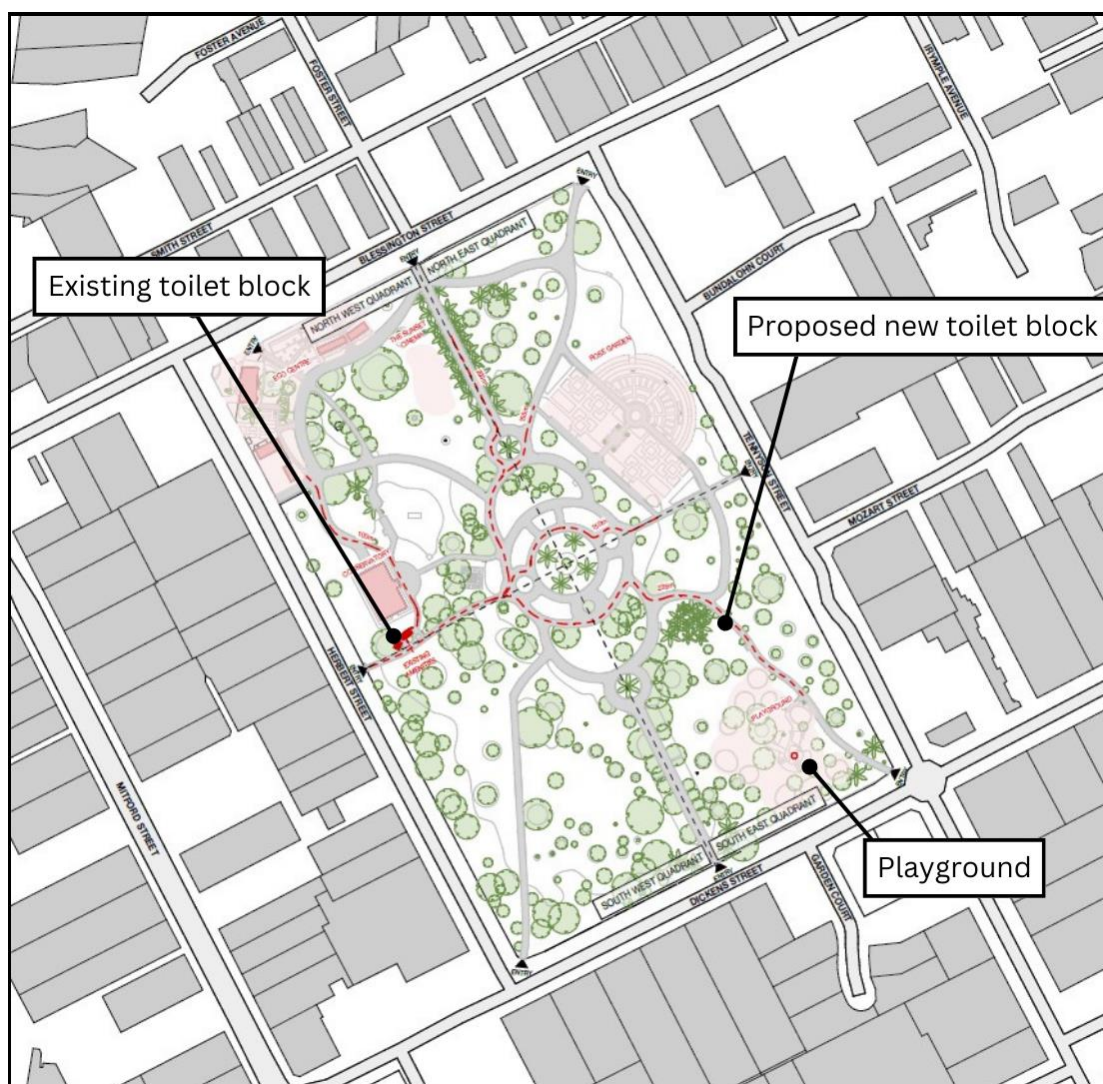 FOSTER AVENUE
FOSTER STREET
IRYMPLE AVENUE
ENTRY
SMITH STREET
BLESSINGTON STREET
ENTRY
NORTH EAST QUADRANT
NORTH WEST QUADRANT
BUNDALOHN COURT
Existing toilet block
Proposed new toilet block
ENTRY
ECO CENTRE
THE SUNSET
ROSE GARDEN
TENNYSON STREET
ENTRY
MOZART STREET
CONSERVATORY
ENTRY
HERBERT STREET
ENTRANCE
PLAYGROUND
MITFORD STREET
SOUTH EAST QUADRANT
SOUTH WEST QUADRANT
ENTRY
DICKENS STREET
Playground
GARDEN COURT
ENTRY